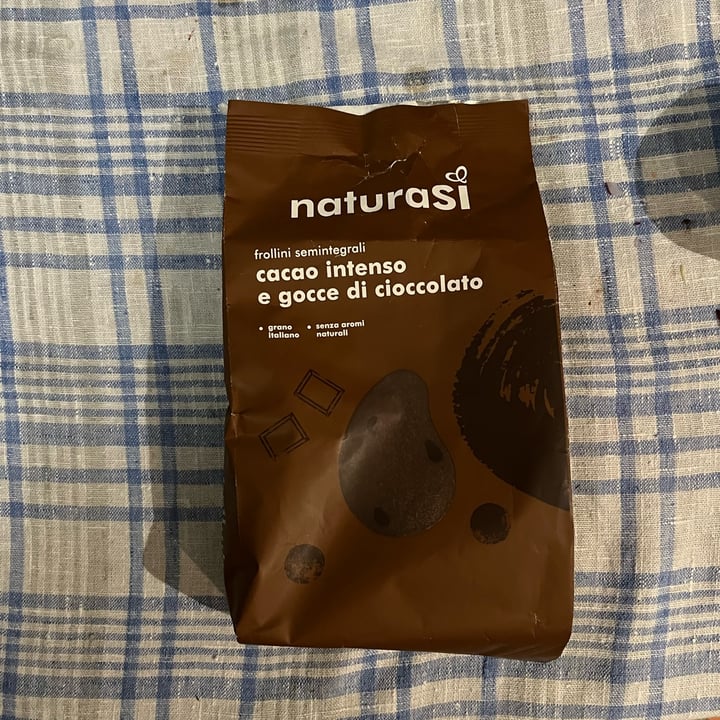 naturasì
frollini semintegrali
cacao intenso
e gocce di cioccolato
• grano • senza aromi
italiano naturali